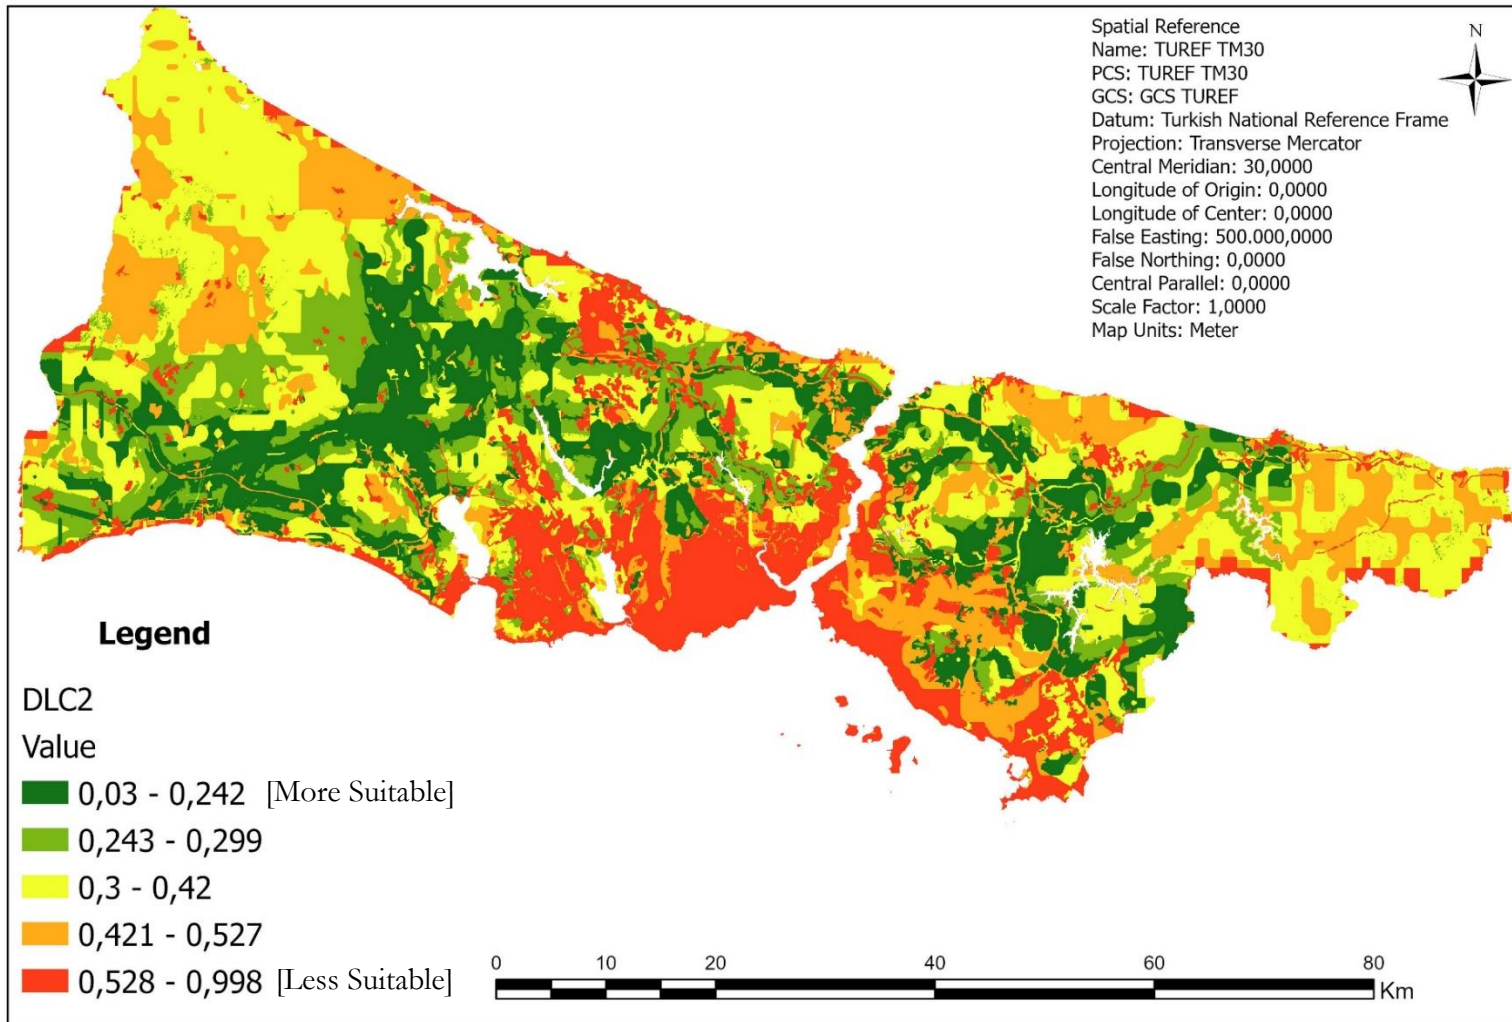 Spatial Reference
Name: TUREF TM30
PCS: TUREF TM30
GCS: GCS TUREF
Datum: Turkish National Reference Frame
Projection: Transverse Mercator
Central Meridian: 30,0000
Longitude of Origin: 0,0000
Longitude of Center: 0,0000
False Easting: 500.000,0000
False Northing: 0,0000
Central Parallel: 0,0000
Scale Factor: 1,0000
Map Units: Meter
N
Legend
DLC2
Value
0,03 - 0,242 [More Suitable]
0,243 - 0,299
0,3 - 0,42
0,421 - 0,527
0,528 - 0,998 [Less Suitable]
0 10 20 40 60 80
Km